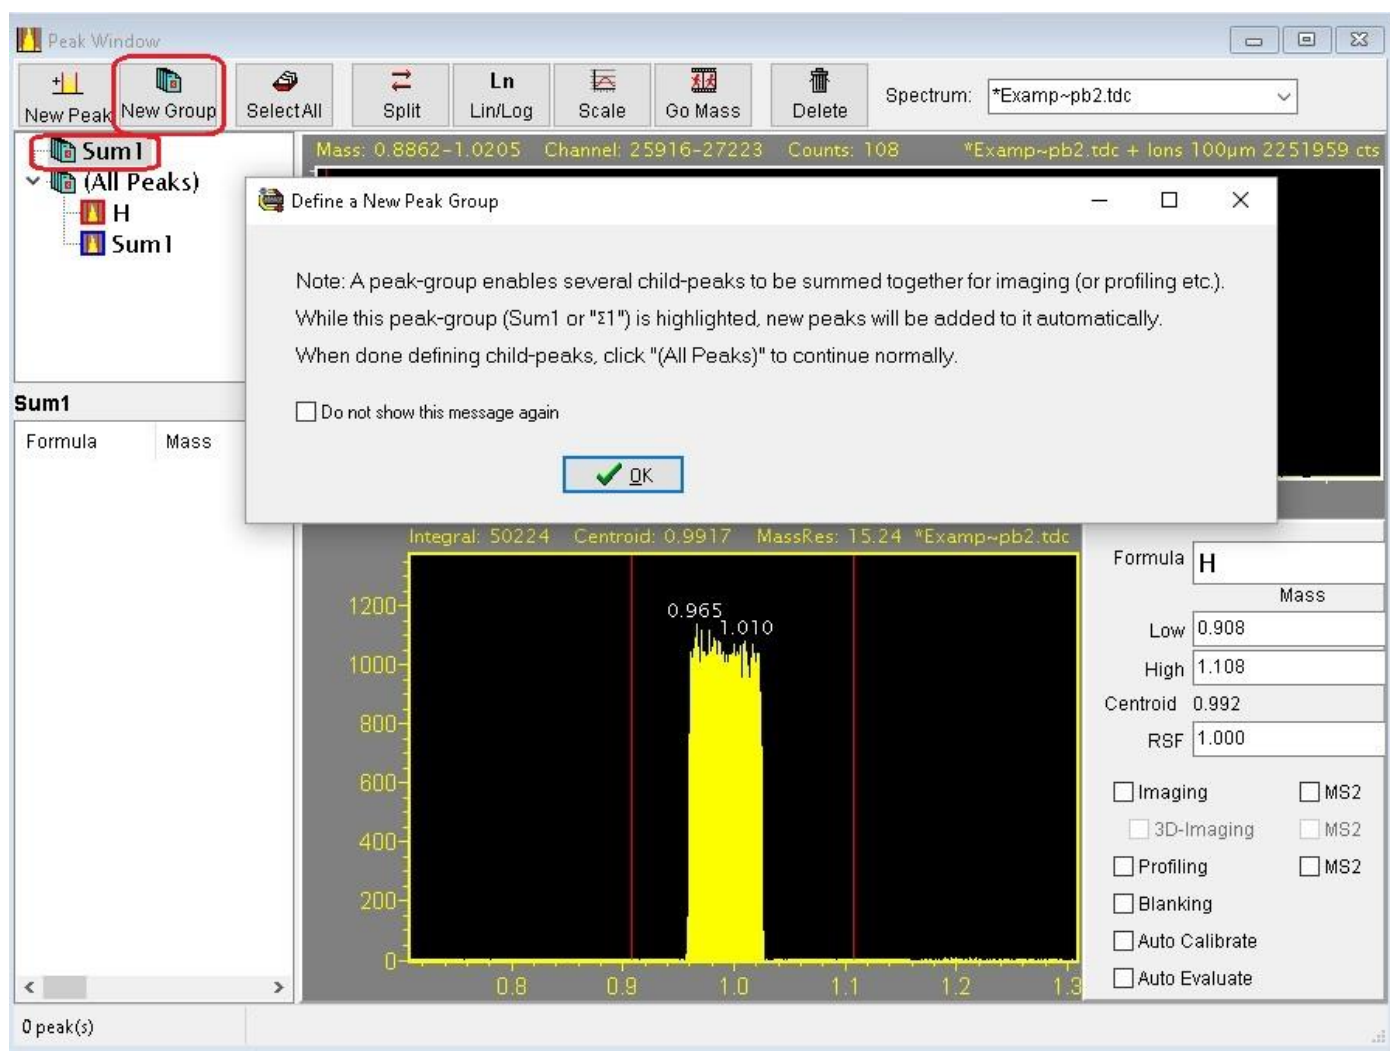 Peak Window
New Peak
New Group
Select All
Split
Ln
Lin/Log
Scale
Go Mass
Delete
Spectrum:
*Examp~pb2.tdc
Sum1
(All Peaks)
H
Sum1
Mass: 0.8862-1.0205 Channel: 25916-27223 Counts: 108 *Examp~pb2.tdc + Ions 100µm 2251959 cts
Define a New Peak Group
Note: A peak-group enables several child-peaks to be summed together for imaging (or profiling etc.).
While this peak-group (Sum1 or "Σ1") is highlighted, new peaks will be added to it automatically.
When done defining child-peaks, click "(All Peaks)" to continue normally.
Do not show this message again
OK
Sum1
Formula Mass
Integral: 50224 Centroid: 0.9917 MassRes: 15.24 *Examp~pb2.tdc
0.965
1.010
1200
1000
800
600
400
200
0
0.8 0.9 1.0 1.1 1.2 1.3
Formula H
Mass
Low 0.908
High 1.108
Centroid 0.992
RSF 1.000
Imaging MS2
3D-Imaging MS2
Profiling MS2
Blanking
Auto Calibrate
Auto Evaluate
0 peak(s)